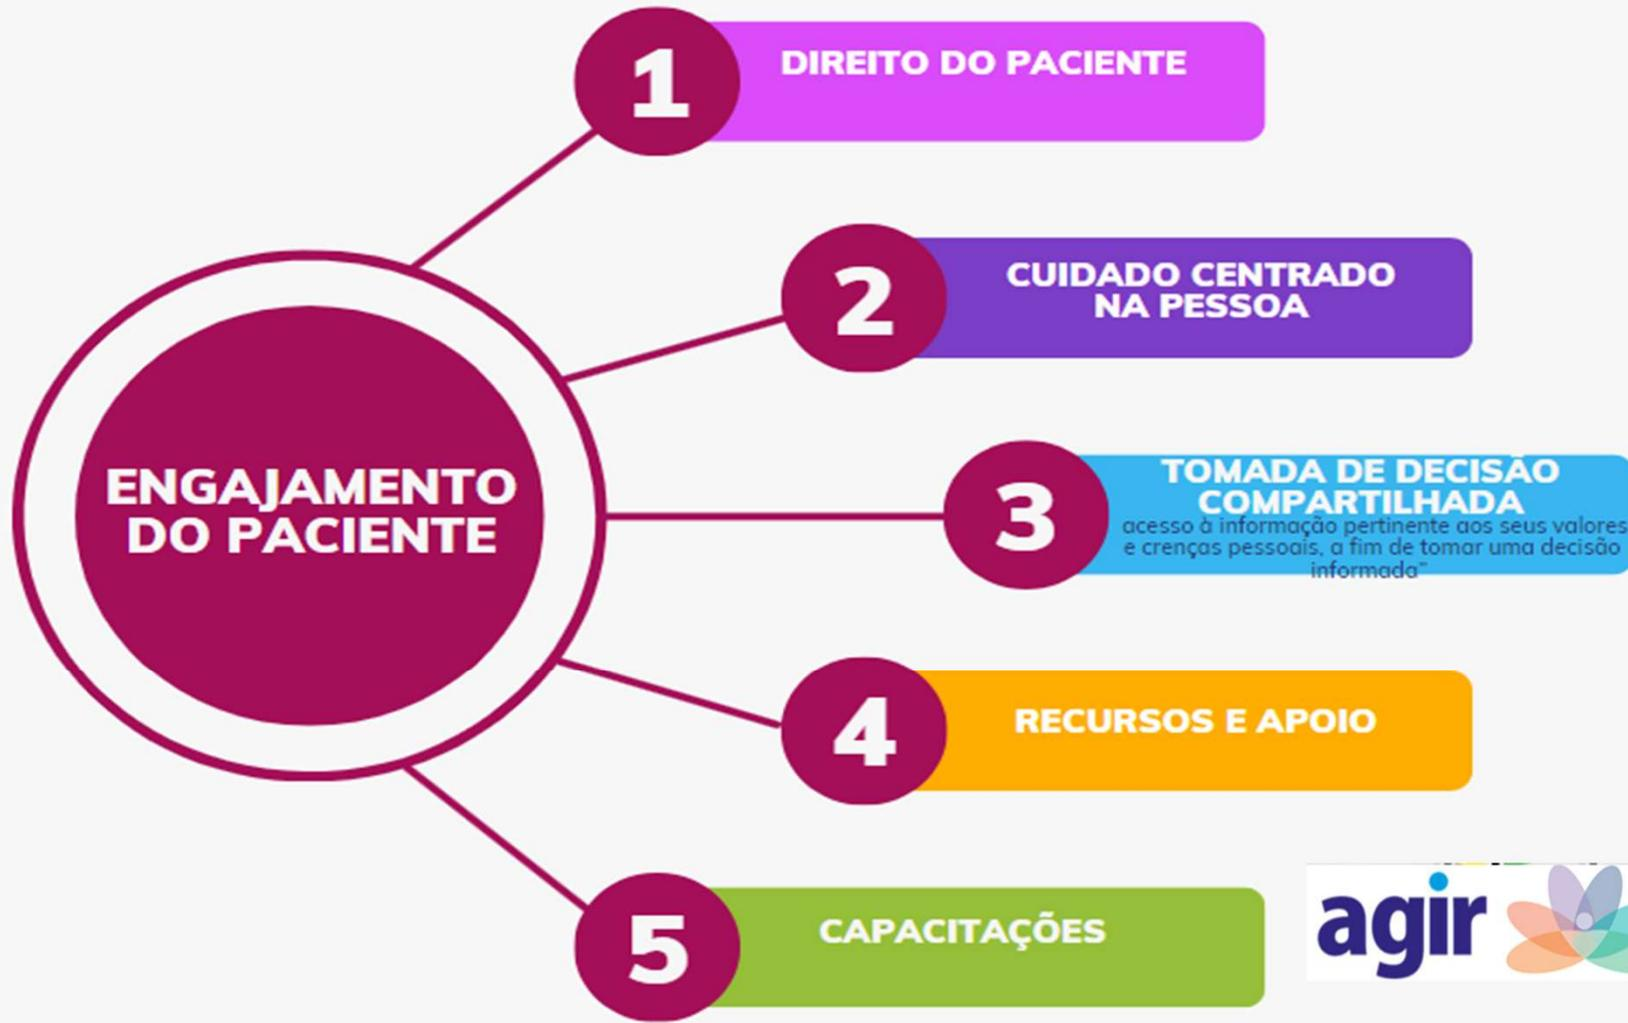 1
DIREITO DO PACIENTE
2
CUIDADO CENTRADO
NA PESSOA
ENGAJAMENTO
DO PACIENTE
3
TOMADA DE DECISÃO
COMPARTILHADA
acesso à informação pertinente aos seus valores
e crenças pessoais, a fim de tomar uma decisão
informada"
4
RECURSOS E APOIO
5
CAPACITAÇÕES
agir